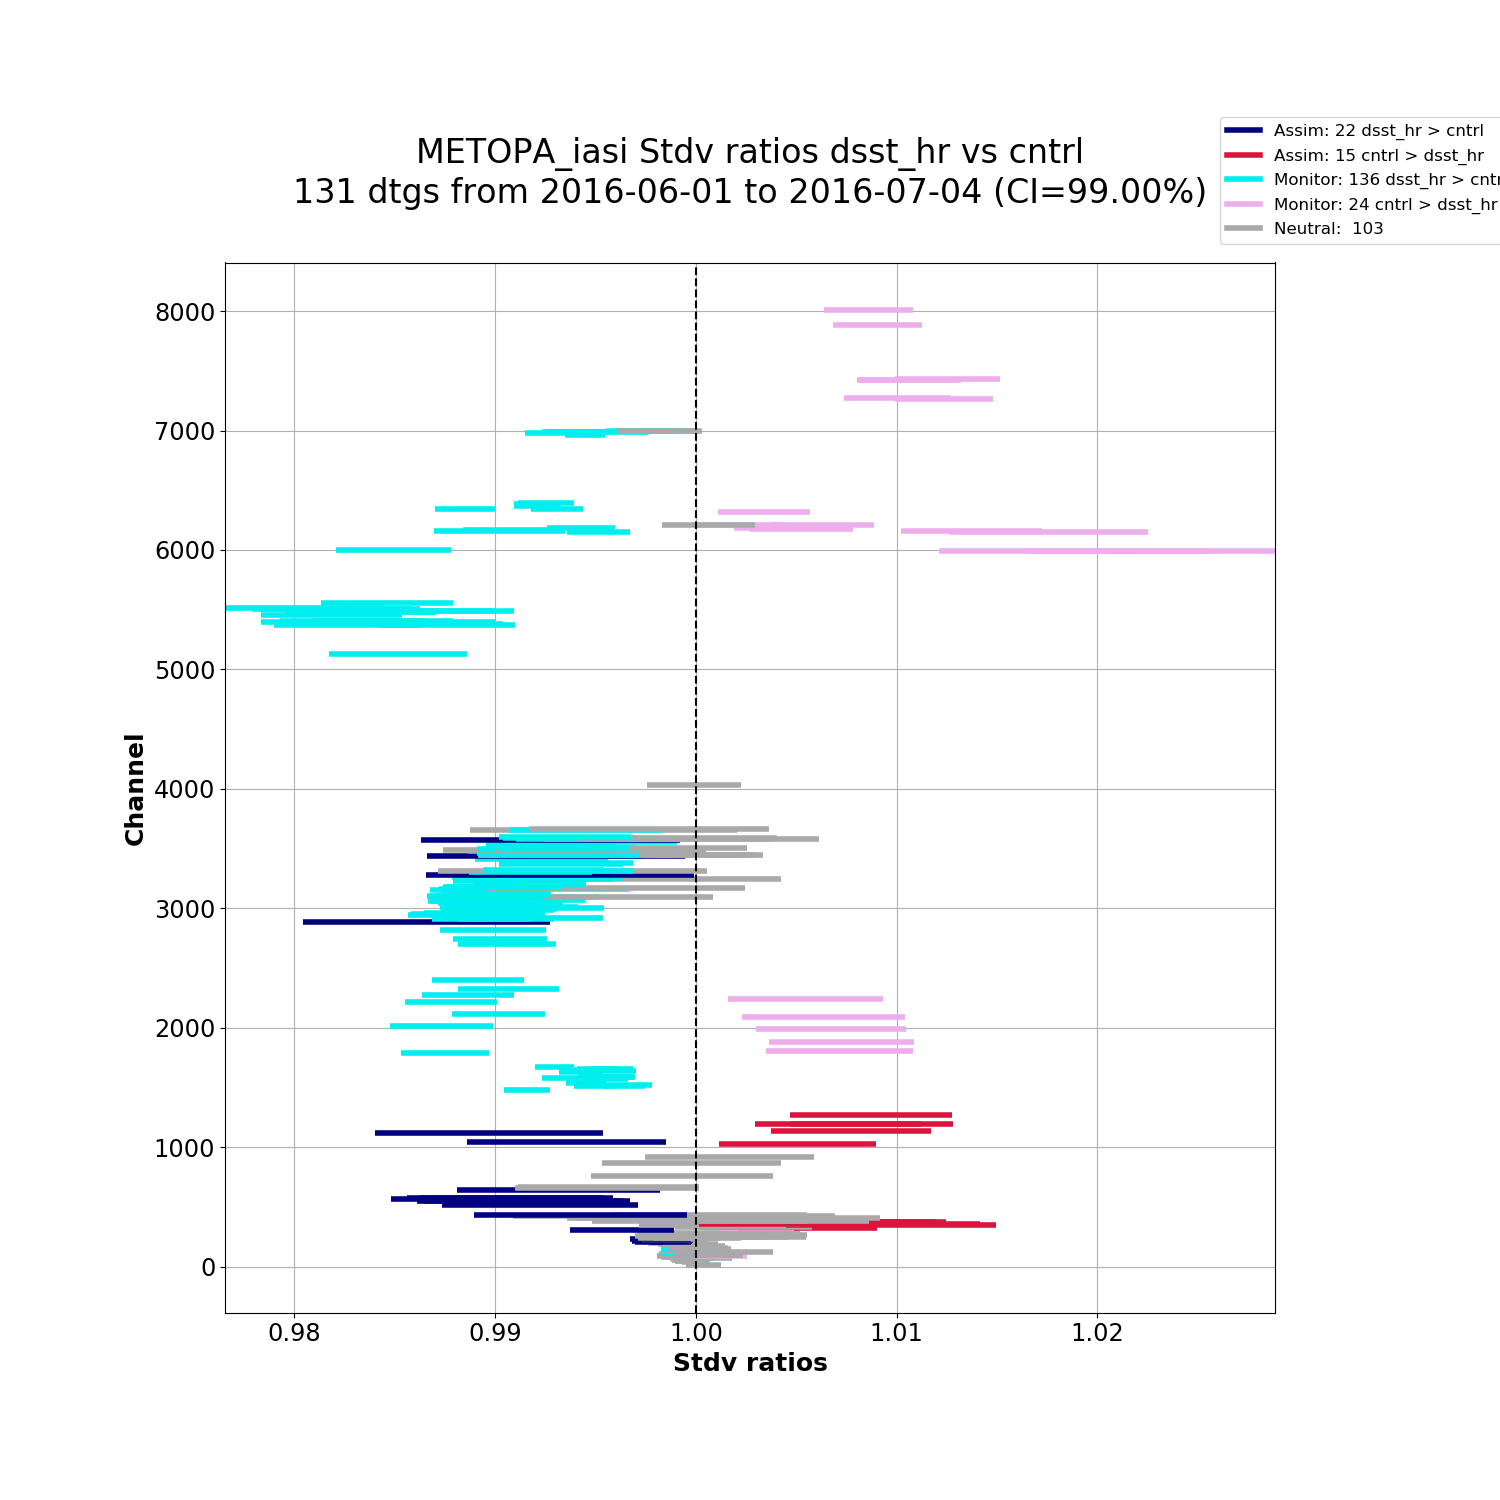 METOPA_iasi Stdv ratios dsst_hr vs cntrl
131 dtgs from 2016-06-01 to 2016-07-04 (CI=99.00%)
Assim: 22 dsst_hr > cntrl
Assim: 15 cntrl > dsst_hr
Monitor: 136 dsst_hr > cntr
Monitor: 24 cntrl > dsst_hr
Neutral:  103
8000
7000
6000
5000
4000
3000
2000
1000
0
Channel
0.98 0.99 1.00 1.01 1.02
Stdv ratios